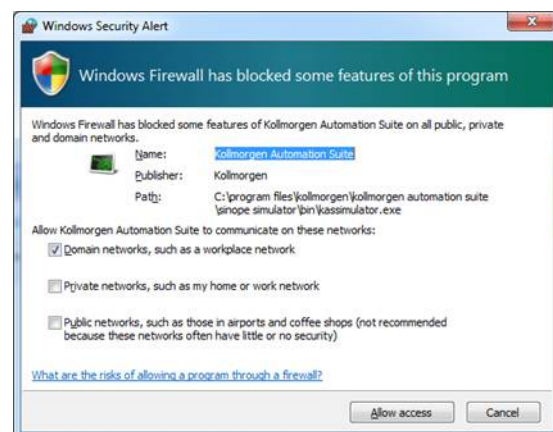 Windows Security Alert
Windows Firewall has blocked some features of this program
Windows Firewall has blocked some features of Kollmorgen Automation Suite on all public, private
and domain networks.
Name: Kollmorgen Automation Suite
Publisher: Kollmorgen
Path: C:\program files\kollmorgen\kollmorgen automation suite
\sinope simulator\bin\kassimulator.exe
Allow Kollmorgen Automation Suite to communicate on these networks:
Domain networks, such as a workplace network
Private networks, such as my home or work network
Public networks, such as those in airports and coffee shops (not recommended
because these networks often have little or no security)
What are the risks of allowing a program through a firewall?
Allow access Cancel